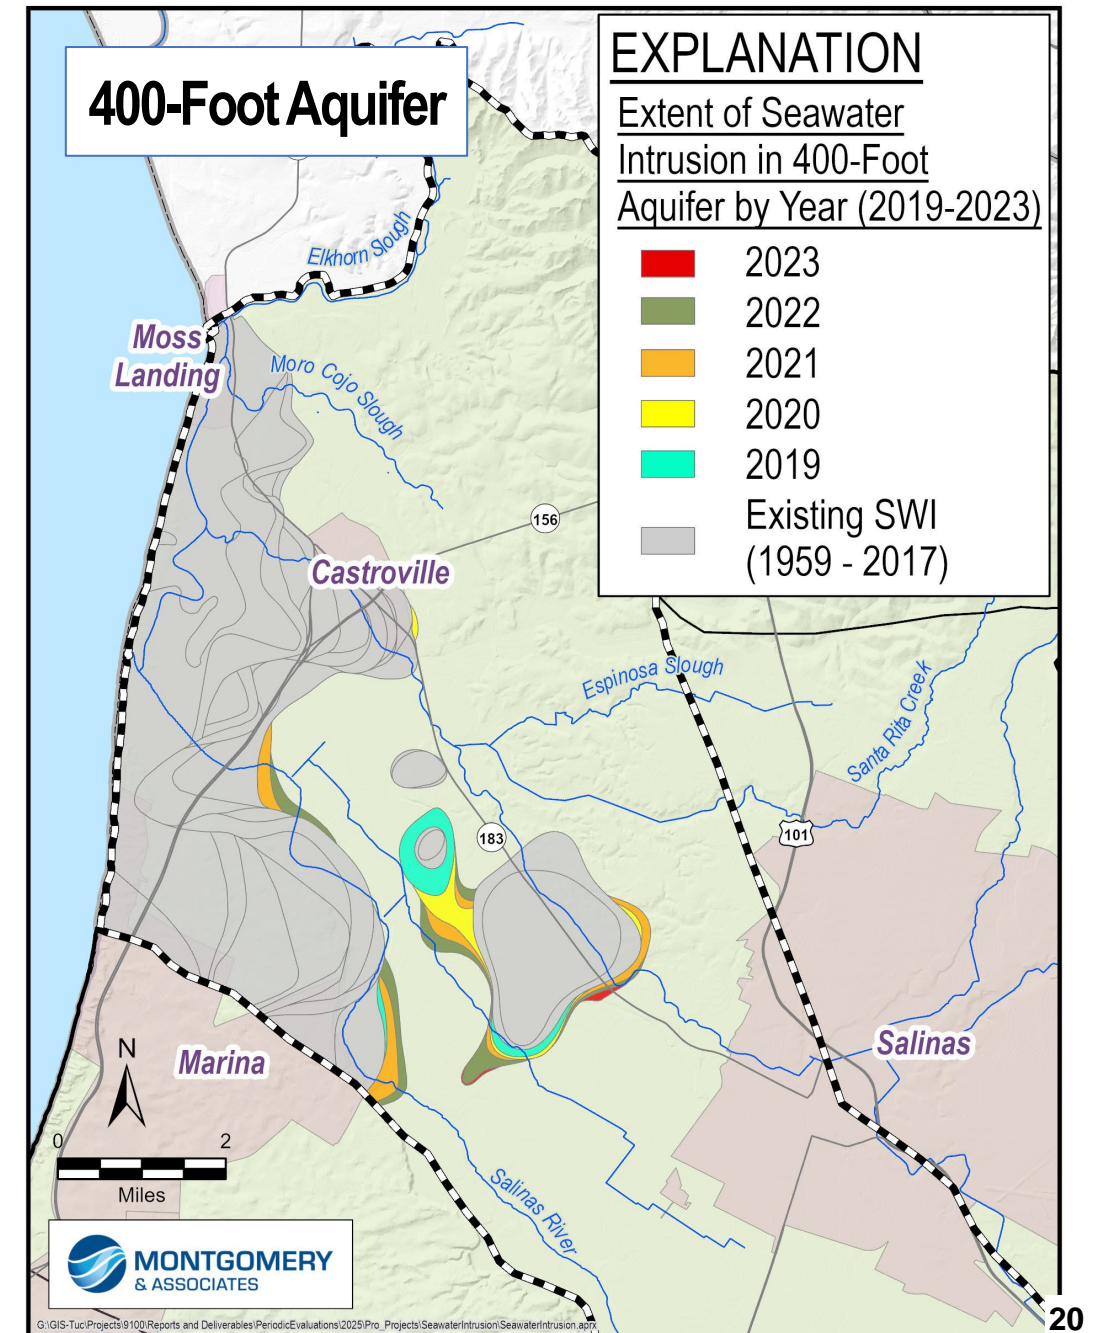 400-Foot Aquifer
EXPLANATION
Extent of Seawater
Intrusion in 400-Foot
Aquifer by Year (2019-2023)
2023
2022
2021
2020
2019
Existing SWI
(1959 - 2017)
Elkhorn Slough
Moss
Landing
Moro Cojo Slough
156
Castroville
Espinosa Slough
Santa Rita Creek
183
101
Salinas
Marina
N
0 2
Miles
Salinas River
MONTGOMERY
& ASSOCIATES
G:\GIS-Tuc\Projects\9100\Reports and Deliverables\PeriodicEvaluations\2025\Pro_Projects\SeawaterIntrusion\SeawaterIntrusion.aprx
20